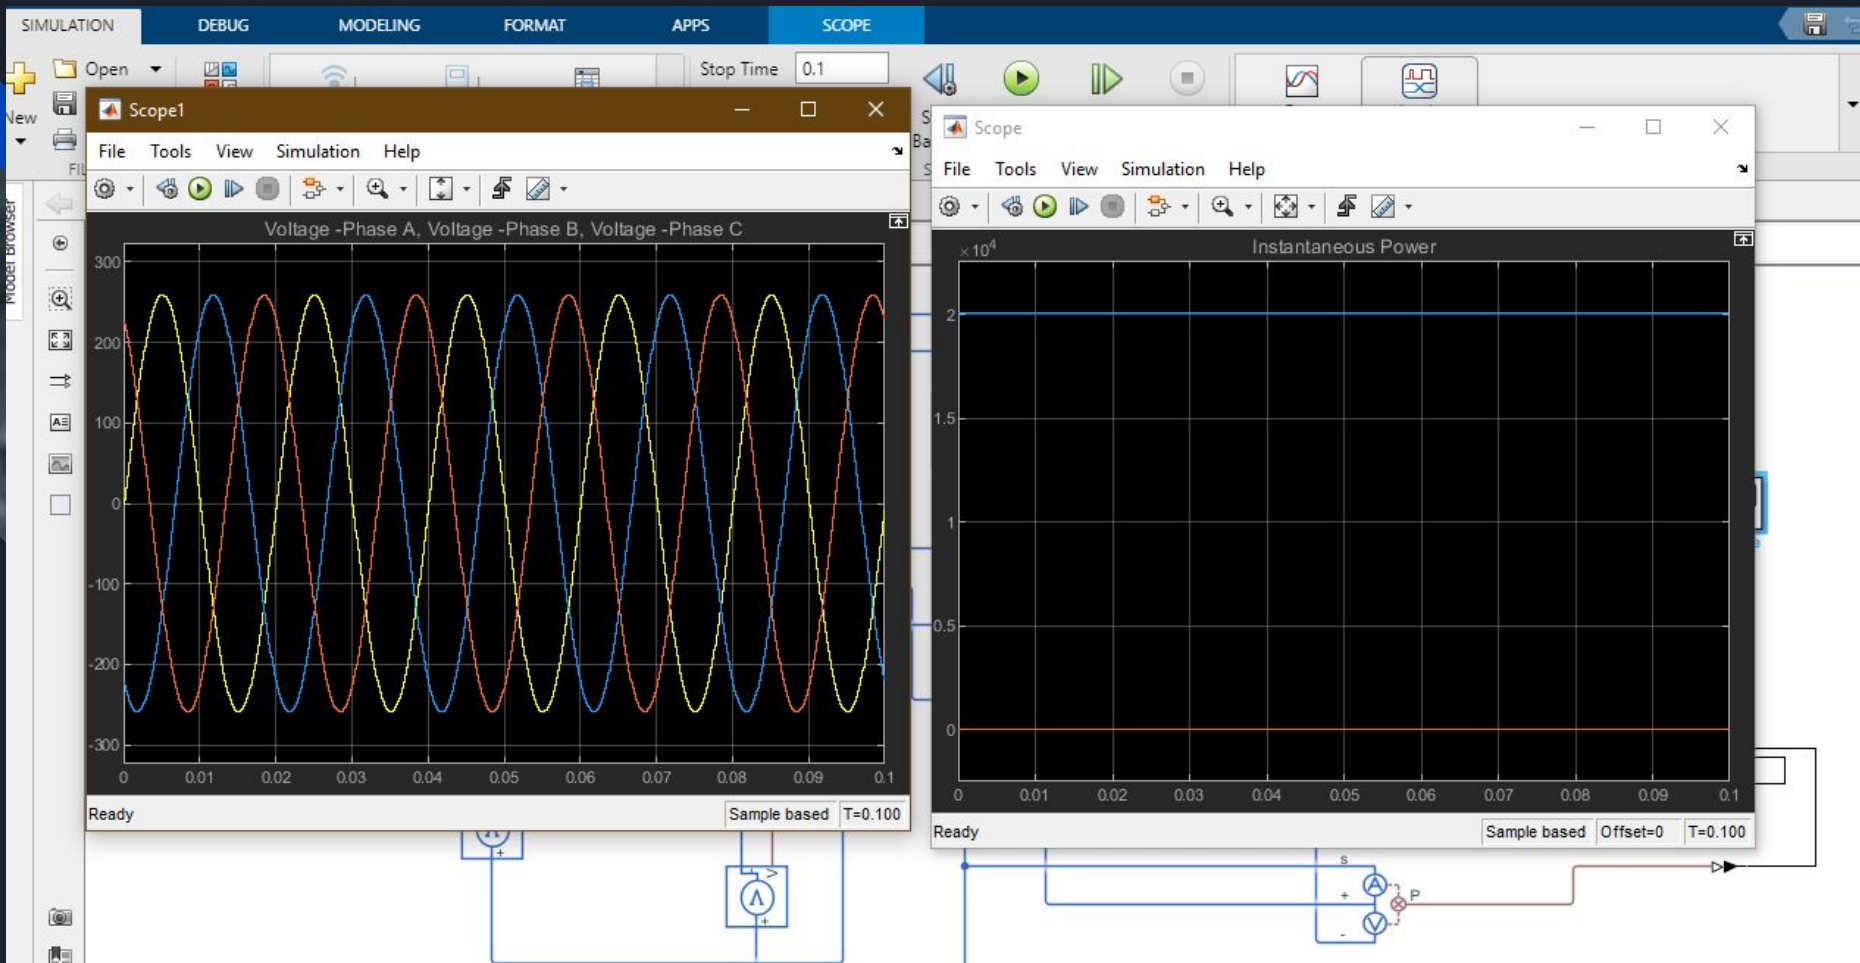 SIMULATION DEBUG MODELING FORMAT APPS SCOPE
Open Stop Time 0.1
New
FIL
Model Browser
Scope1
File Tools View Simulation Help
Voltage -Phase A, Voltage -Phase B, Voltage -Phase C
300
200
100
0
-100
-200
-300
0 0.01 0.02 0.03 0.04 0.05 0.06 0.07 0.08 0.09 0.1
Ready Sample based T=0.100
Scope
File Tools View Simulation Help
×10⁴ Instantaneous Power
2
1.5
1
0.5
0
0 0.01 0.02 0.03 0.04 0.05 0.06 0.07 0.08 0.09 0.1
Ready Sample based Offset=0 T=0.100
V
+
V
V
+
s
A
+ P
V
-